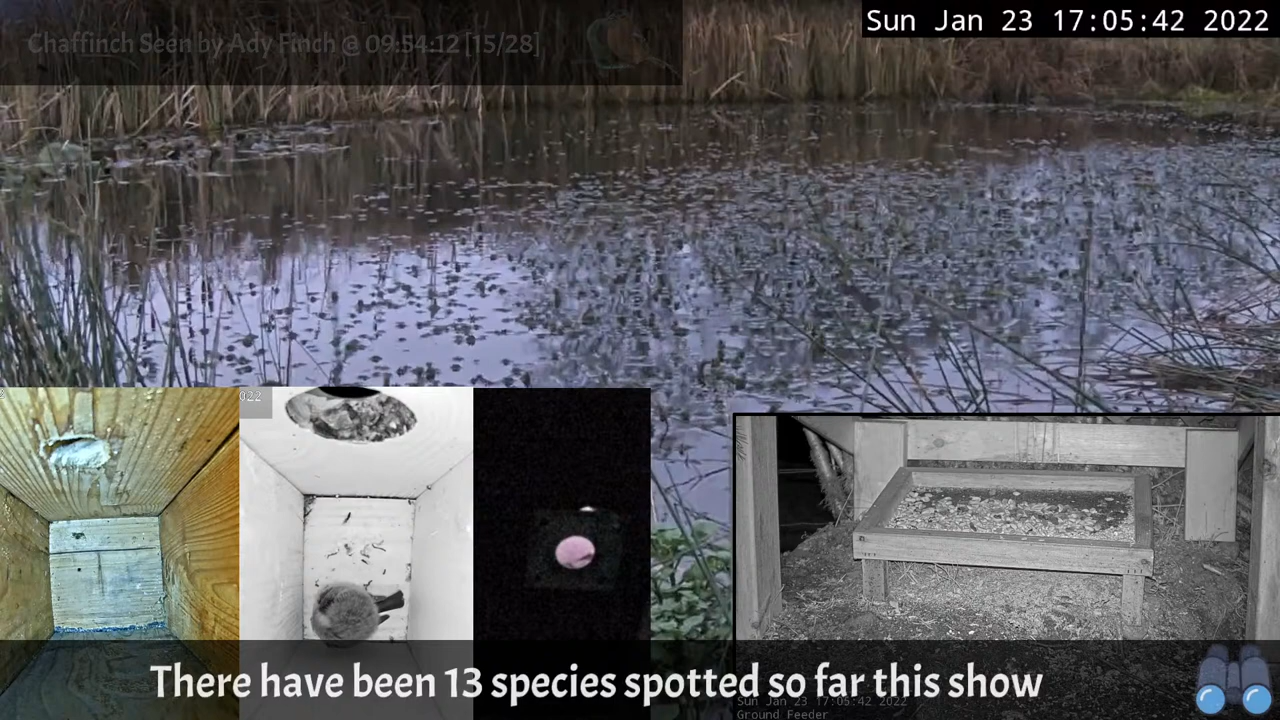 Sun Jan 23 17:05:42 2022
Chaffinch Seen by Ady Finch @ 09:54:12 [15/28]
022
There have been 13 species spotted so far this show
Sun Jan 23 17:05:42 2022
Ground Feeder